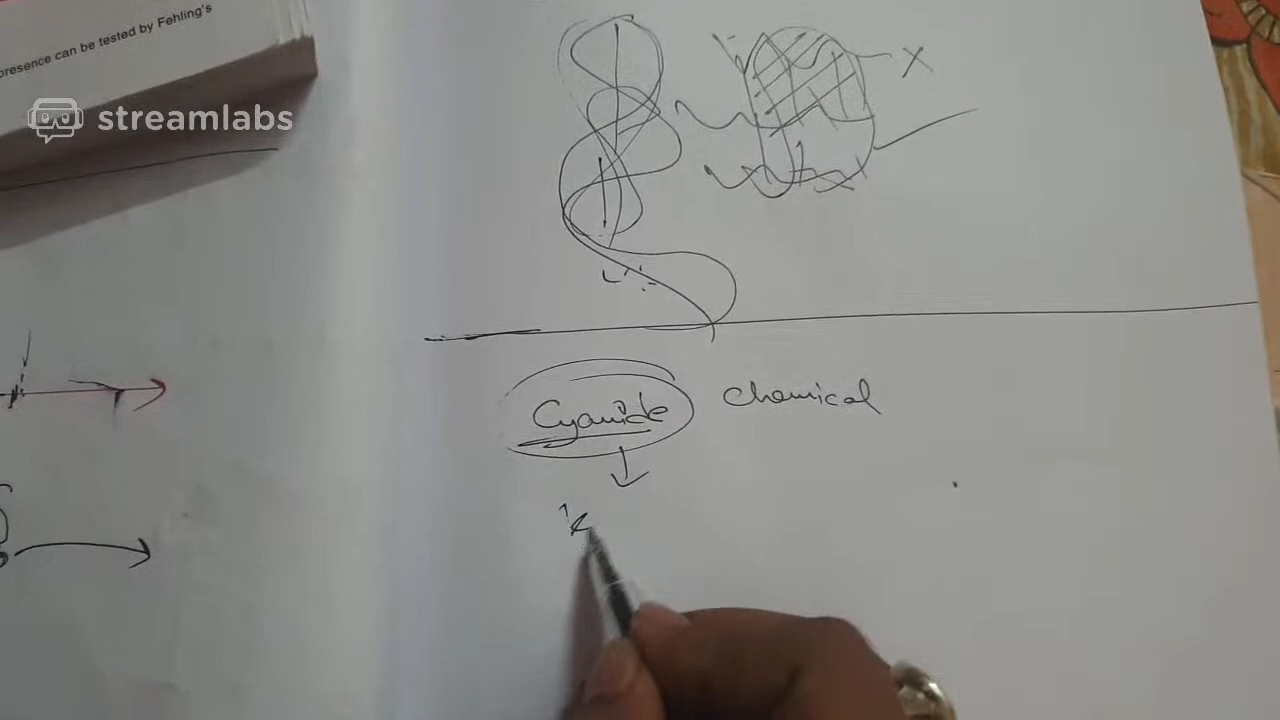 presence can be tested by Fehling's
streamlabs
x
Cyanide chemical